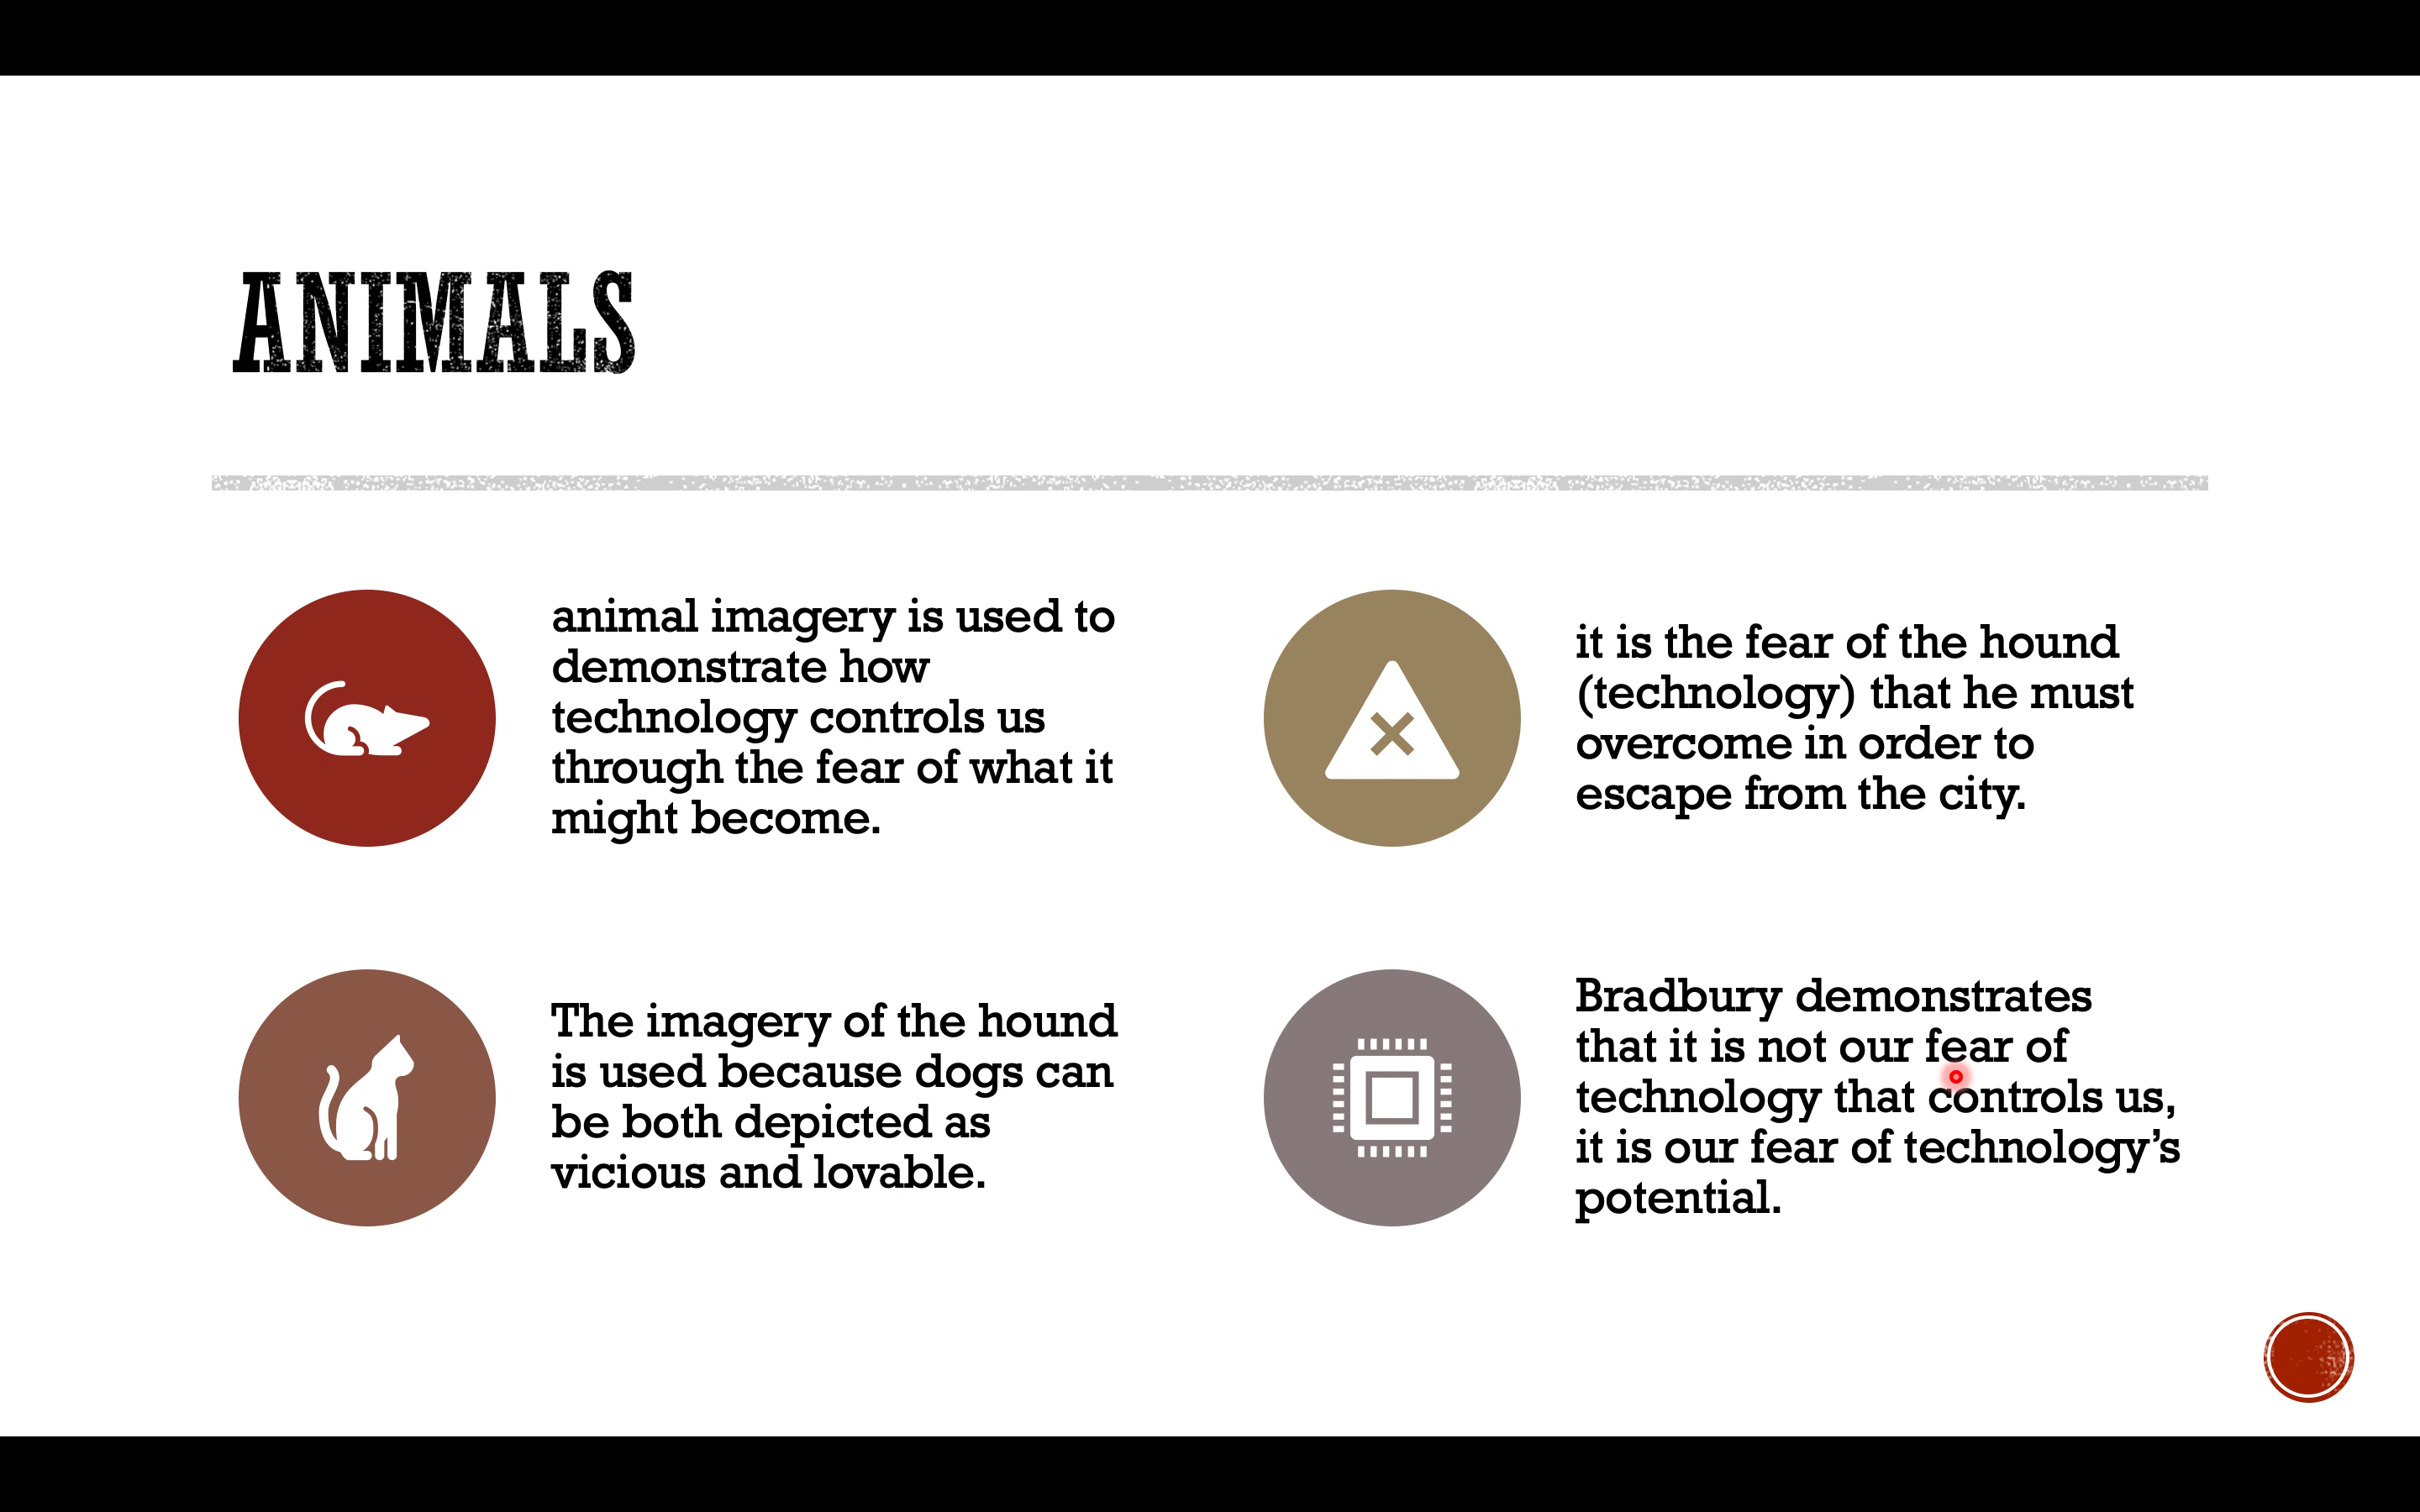 ANIMALS
animal imagery is used to
demonstrate how
technology controls us
through the fear of what it
might become.
it is the fear of the hound
(technology) that he must
overcome in order to
escape from the city.
The imagery of the hound
is used because dogs can
be both depicted as
vicious and lovable.
Bradbury demonstrates
that it is not our fear of
technology that controls us,
it is our fear of technology’s
potential.